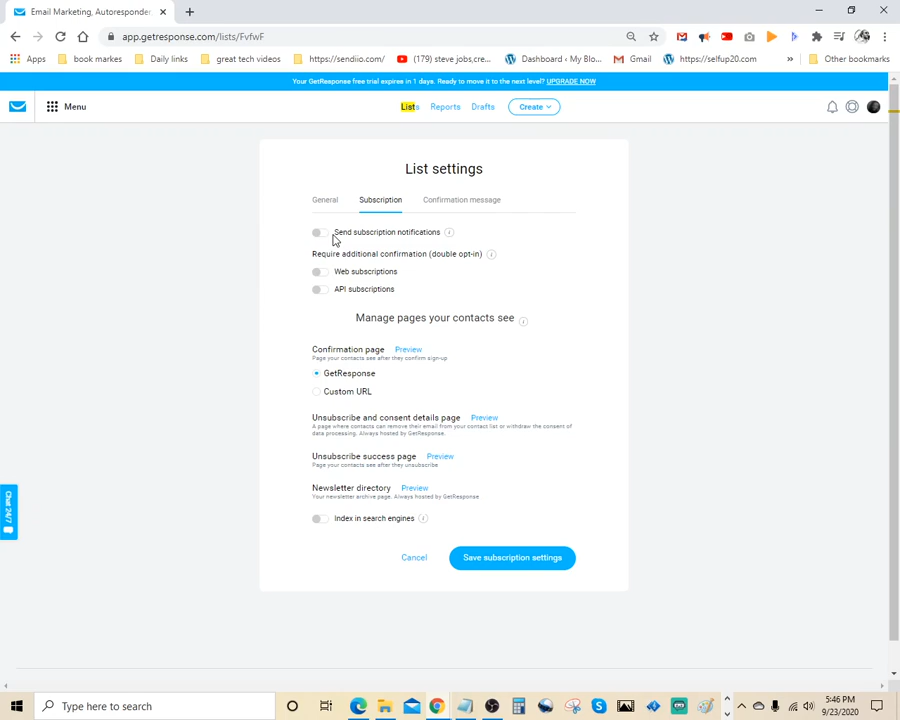 Email Marketing, Autoresponder
app.getresponse.com/lists/FvfwF
Apps book markes Daily links great tech videos https://sendiio.com/ (179) steve jobs,cre... Dashboard ‹ My Blo... Gmail https://selfup20.com » Other bookmarks
Your GetResponse free trial expires in 1 days. Ready to move it to the next level? UPGRADE NOW
Menu Lists Reports Drafts Create
List settings
General Subscription Confirmation message
Send subscription notifications
Require additional confirmation (double opt-in)
Web subscriptions
API subscriptions
Manage pages your contacts see
Confirmation page Preview
Page your contacts see after they confirm sign-up
GetResponse
Custom URL
Unsubscribe and consent details page Preview
A page where contacts can remove their email from your contact list or withdraw the consent of
data processing. Always hosted by GetResponse.
Unsubscribe success page Preview
Page your contacts see after they unsubscribe
Newsletter directory Preview
Your newsletter archive page. Always hosted by GetResponse
Index in search engines
Cancel Save subscription settings
Chat 24/7
Type here to search
5:46 PM
9/23/2020